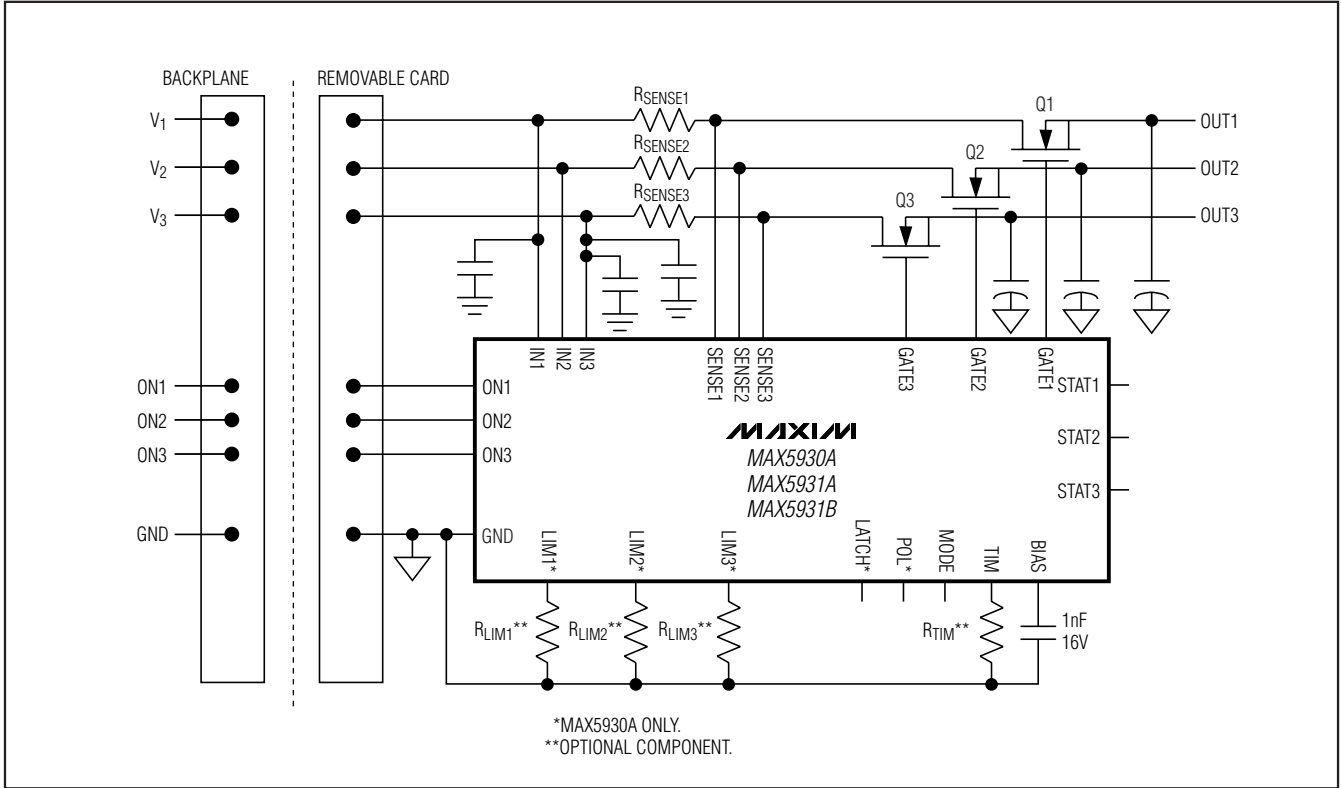 BACKPLANE
REMOVABLE CARD
V1
V2
V3
ON1
ON2
ON3
GND
RSENSE1
RSENSE2
RSENSE3
Q1
Q2
Q3
OUT1
OUT2
OUT3
IN1
IN2
IN3
SENSE1
SENSE2
SENSE3
GATE3
GATE2
GATE1
ON1
ON2
ON3
GND
STAT1
STAT2
STAT3
MAXIM
MAX5930A
MAX5931A
MAX5931B
LIM1*
LIM2*
LIM3*
LATCH*
POL*
MODE
TIM
BIAS
RLIM1**
RLIM2**
RLIM3**
RTIM**
1nF
16V
*MAX5930A ONLY.
**OPTIONAL COMPONENT.